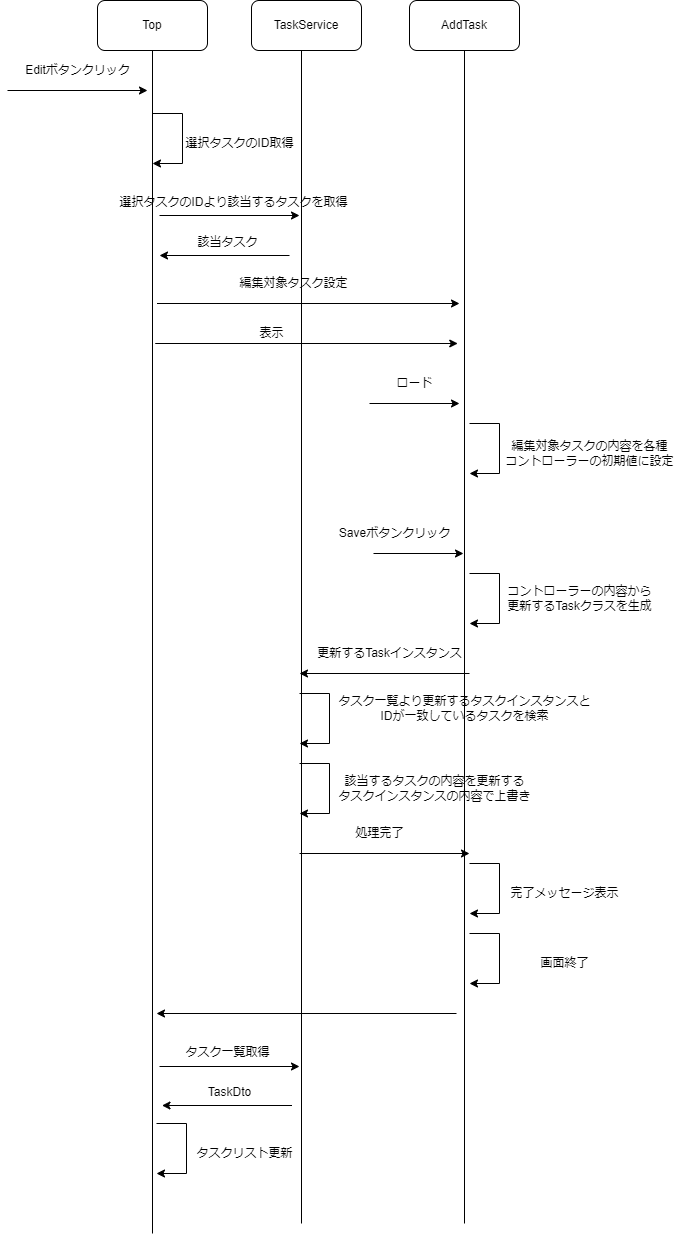 Top
TaskService
AddTask
Editボタンクリック
選択タスクのID取得
選択タスクのIDより該当するタスクを取得
該当タスク
編集対象タスク設定
表示
ロード
編集対象タスクの内容を各種
コントローラーの初期値に設定
Saveボタンクリック
コントローラーの内容から
更新するTaskクラスを生成
更新するTaskインスタンス
タスク一覧より更新するタスクインスタンスと
IDが一致しているタスクを検索
該当するタスクの内容を更新する
タスクインスタンスの内容で上書き
処理完了
完了メッセージ表示
画面終了
タスク一覧取得
TaskDto
タスクリスト更新